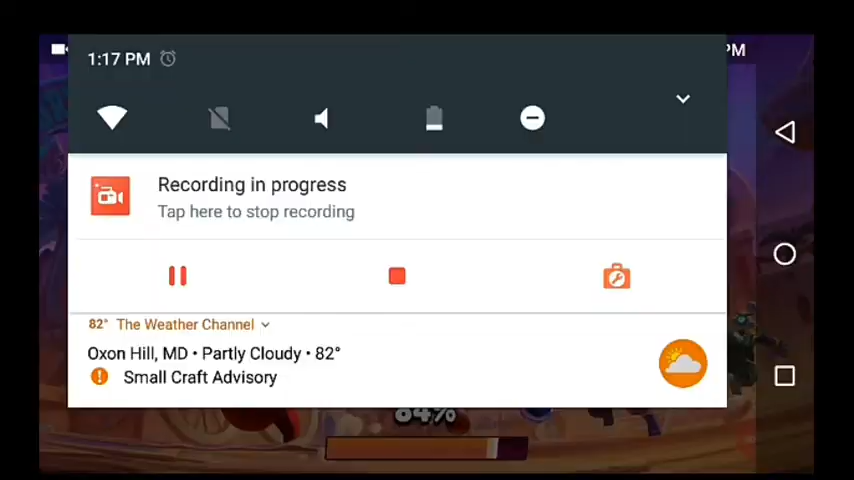 1:17 PM
PM
Recording in progress
Tap here to stop recording
82° The Weather Channel
Oxon Hill, MD • Partly Cloudy • 82°
Small Craft Advisory
84%